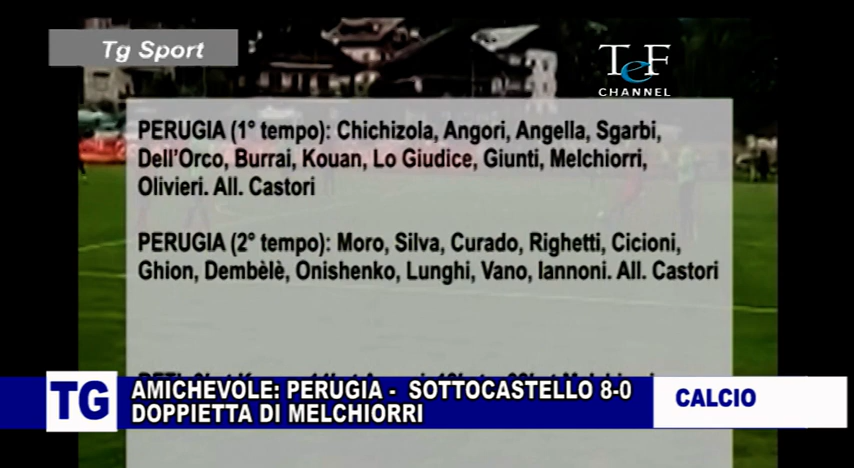 Tg Sport
TeF
CHANNEL
PERUGIA (1° tempo): Chichizola, Angori, Angella, Sgarbi,
Dell'Orco, Burrai, Kouan, Lo Giudice, Giunti, Melchiorri,
Olivieri. All. Castori
PERUGIA (2° tempo): Moro, Silva, Curado, Righetti, Cicioni,
Ghion, Dembèlè, Onishenko, Lunghi, Vano, Iannoni. All. Castori
TG
AMICHEVOLE: PERUGIA - SOTTOCASTELLO 8-0
DOPPIETTA DI MELCHIORRI
CALCIO